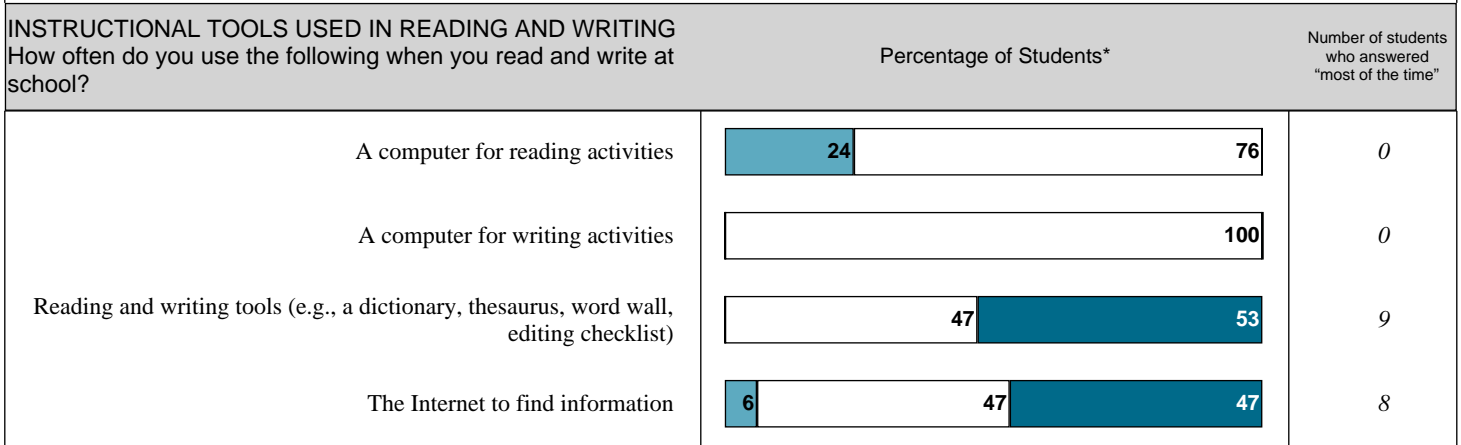 INSTRUCTIONAL TOOLS USED IN READING AND WRITING
How often do you use the following when you read and write at
school?
Percentage of Students*
Number of students
who answered
“most of the time”
A computer for reading activities
24
76
0
A computer for writing activities
100
0
Reading and writing tools (e.g., a dictionary, thesaurus, word wall,
editing checklist)
47
53
9
The Internet to find information
6
47
47
8